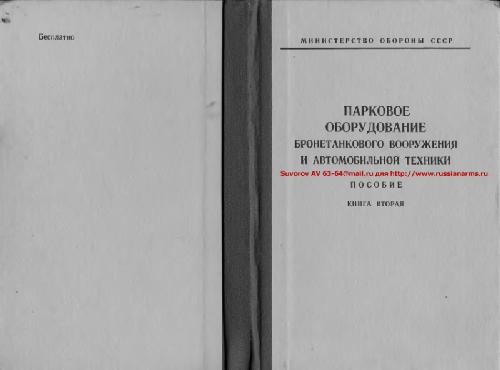 Бесплатно
МИНИСТЕРСТВО ОБОРОНЫ СССР
ПАРКОВОЕ
ОБОРУДОВАНИЕ
БРОНЕТАНКОВОГО ВООРУЖЕНИЯ
И АВТОМОБИЛЬНОЙ ТЕХНИКИ
Suvorov AV 63-64@mail.ru для http://www.russianarms.ru
ПОСОБИЕ
КНИГА ВТОРАЯ